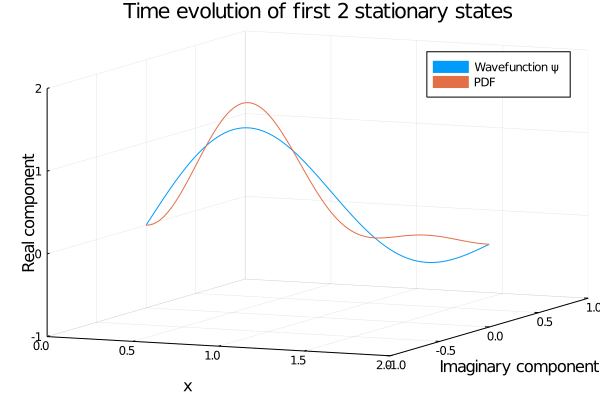 Time evolution of first 2 stationary states
Wavefunction ψ
PDF
2
1
0
-1
Real component
0.0
0.5
1.0
1.5
2.0
x
-1.0
-0.5
0.0
0.5
1.0
Imaginary component